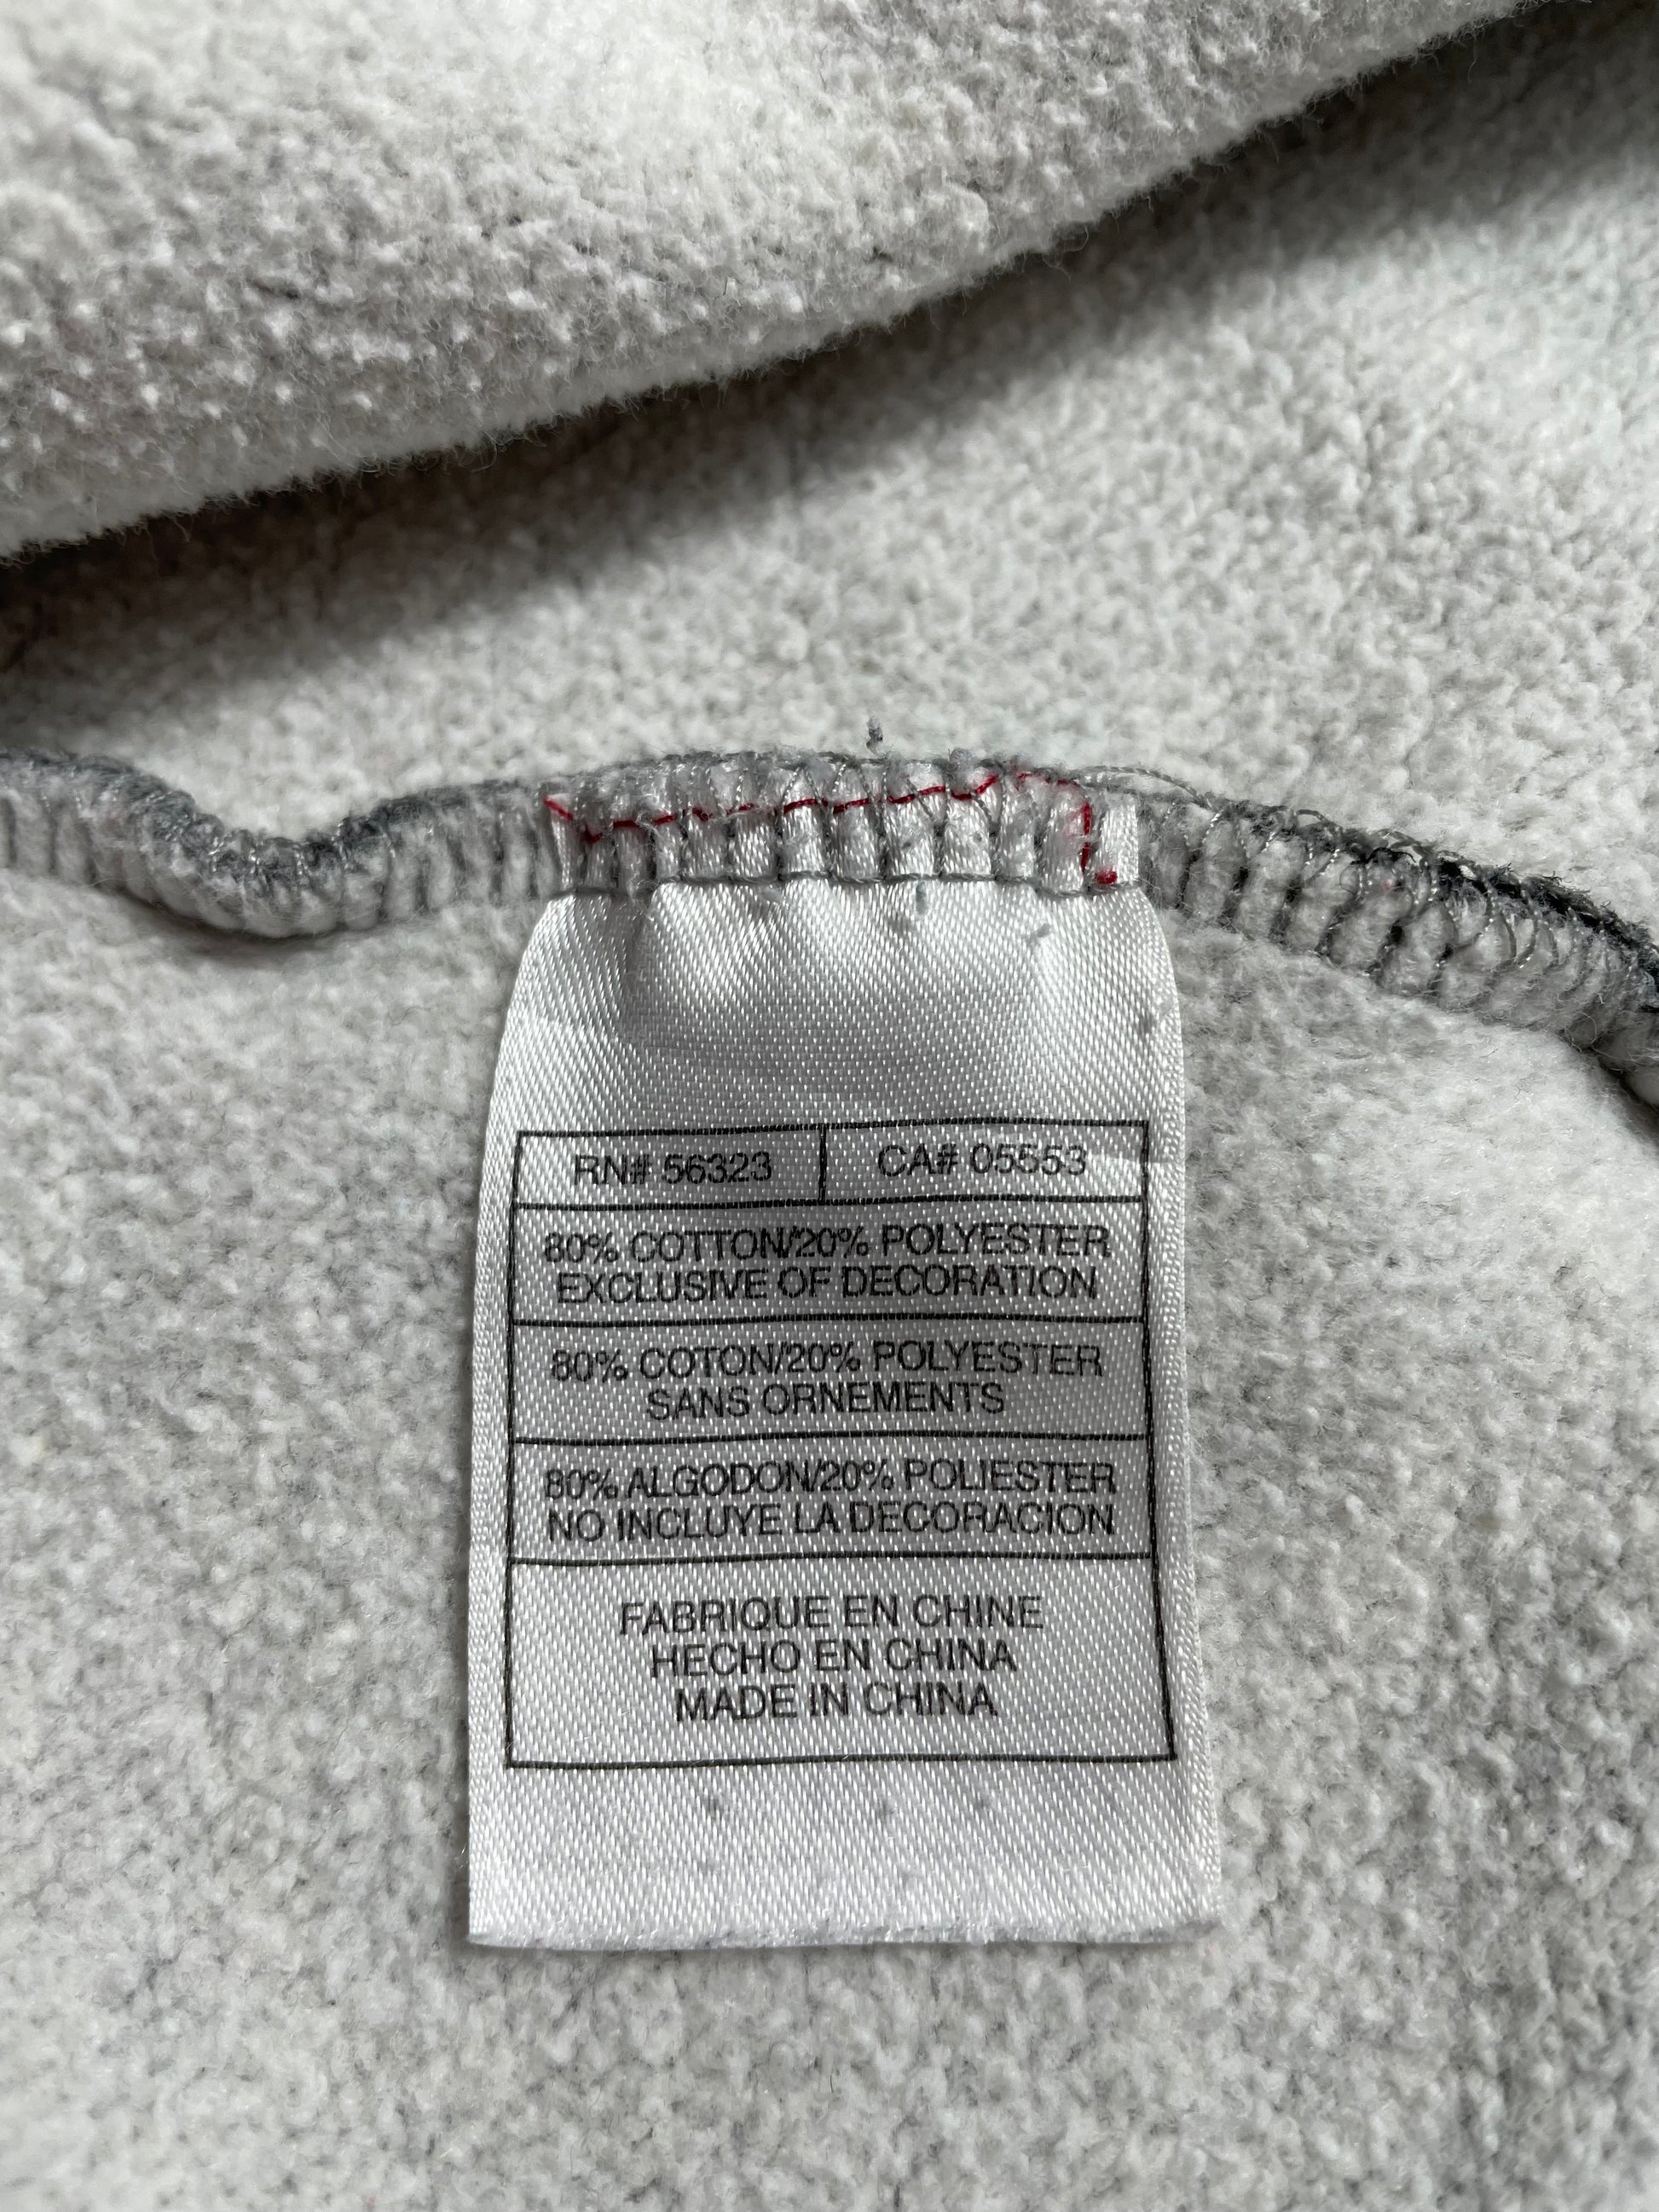 RN# 56323 CA# 05553
80% COTTON/20% POLYESTER
EXCLUSIVE OF DECORATION
80% COTON/20% POLYESTER
SANS ORNEMENTS
80% ALGODON/20% POLIESTER
NO INCLUYE LA DECORACION
FABRIQUE EN CHINE
HECHO EN CHINA
MADE IN CHINA